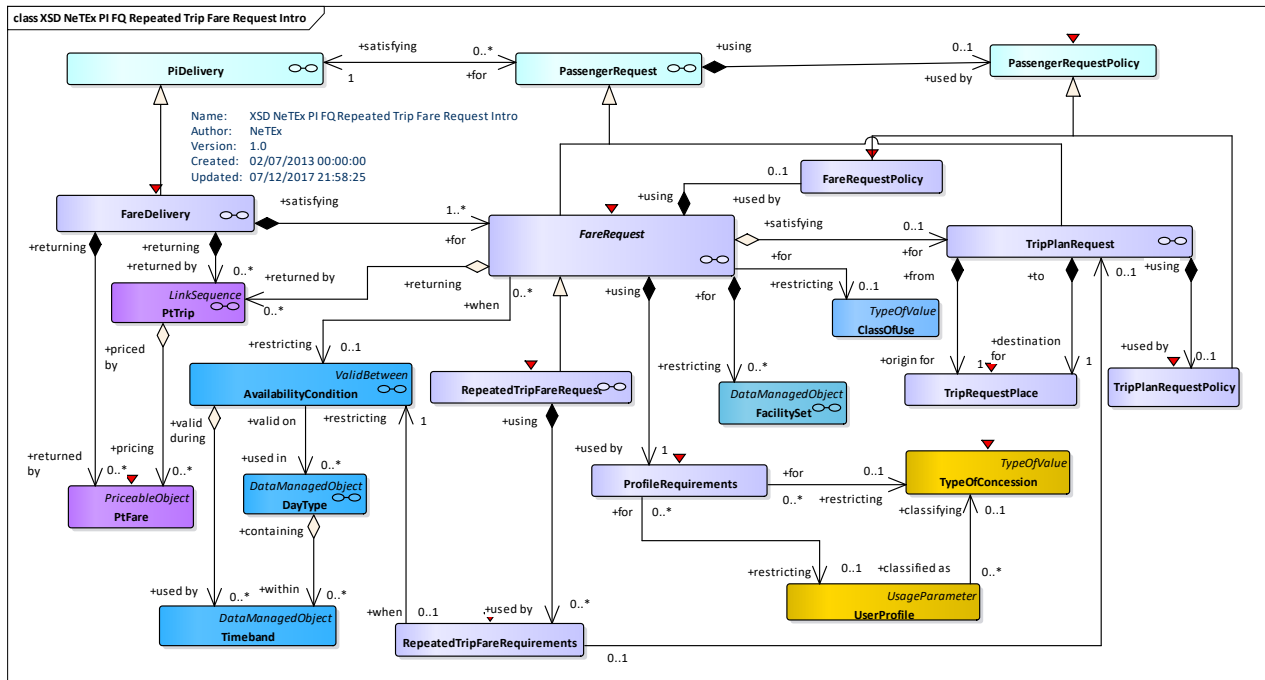 class XSD NeTEx PI FQ Repeated Trip Fare Request Intro
+satisfying
0..*
+using
0..1
PiDelivery
PassengerRequest
PassengerRequestPolicy
1
+for
+used by
Name: XSD NeTEx PI FQ Repeated Trip Fare Request Intro
Author: NeTEx
Version: 1.0
Created: 02/07/2013 00:00:00
Updated: 07/12/2017 21:58:25
0..1
FareRequestPolicy
+using
+used by
+satisfying
1..*
FareDelivery
+for
FareRequest
+satisfying
0..1
TripPlanRequest
+for
+returning
+returning
+returned by
0..*
+returned by
+returning
0..*
LinkSequence
PtTrip
0..*
+when
+using
+for
+for
+restricting
0..1
TypeOfValue
ClassOfUse
+from
+to
0..1
+using
+priced
by
+restricting
0..1
ValidBetween
AvailabilityCondition
RepeatedTripFareRequest
+restricting
0..*
DataManagedObject
FacilitySet
+origin for
1
+destination
for
1
TripRequestPlace
+used by
0..1
TripPlanRequestPolicy
+valid
during
+valid on
+restricting
1
+using
+returned
by
0..*
+pricing
0..*
PriceableObject
PtFare
+used in
0..*
DataManagedObject
DayType
+containing
+used by
1
ProfileRequirements
+for
0..1
0..*
+restricting
TypeOfValue
TypeOfConcession
+for
0..*
+classifying
0..1
+restricting
0..1
+classified as
0..*
UsageParameter
UserProfile
+used by
0..*
+within
0..*
DataManagedObject
Timeband
+when
0..1
+used by
0..*
RepeatedTripFareRequirements
0..1